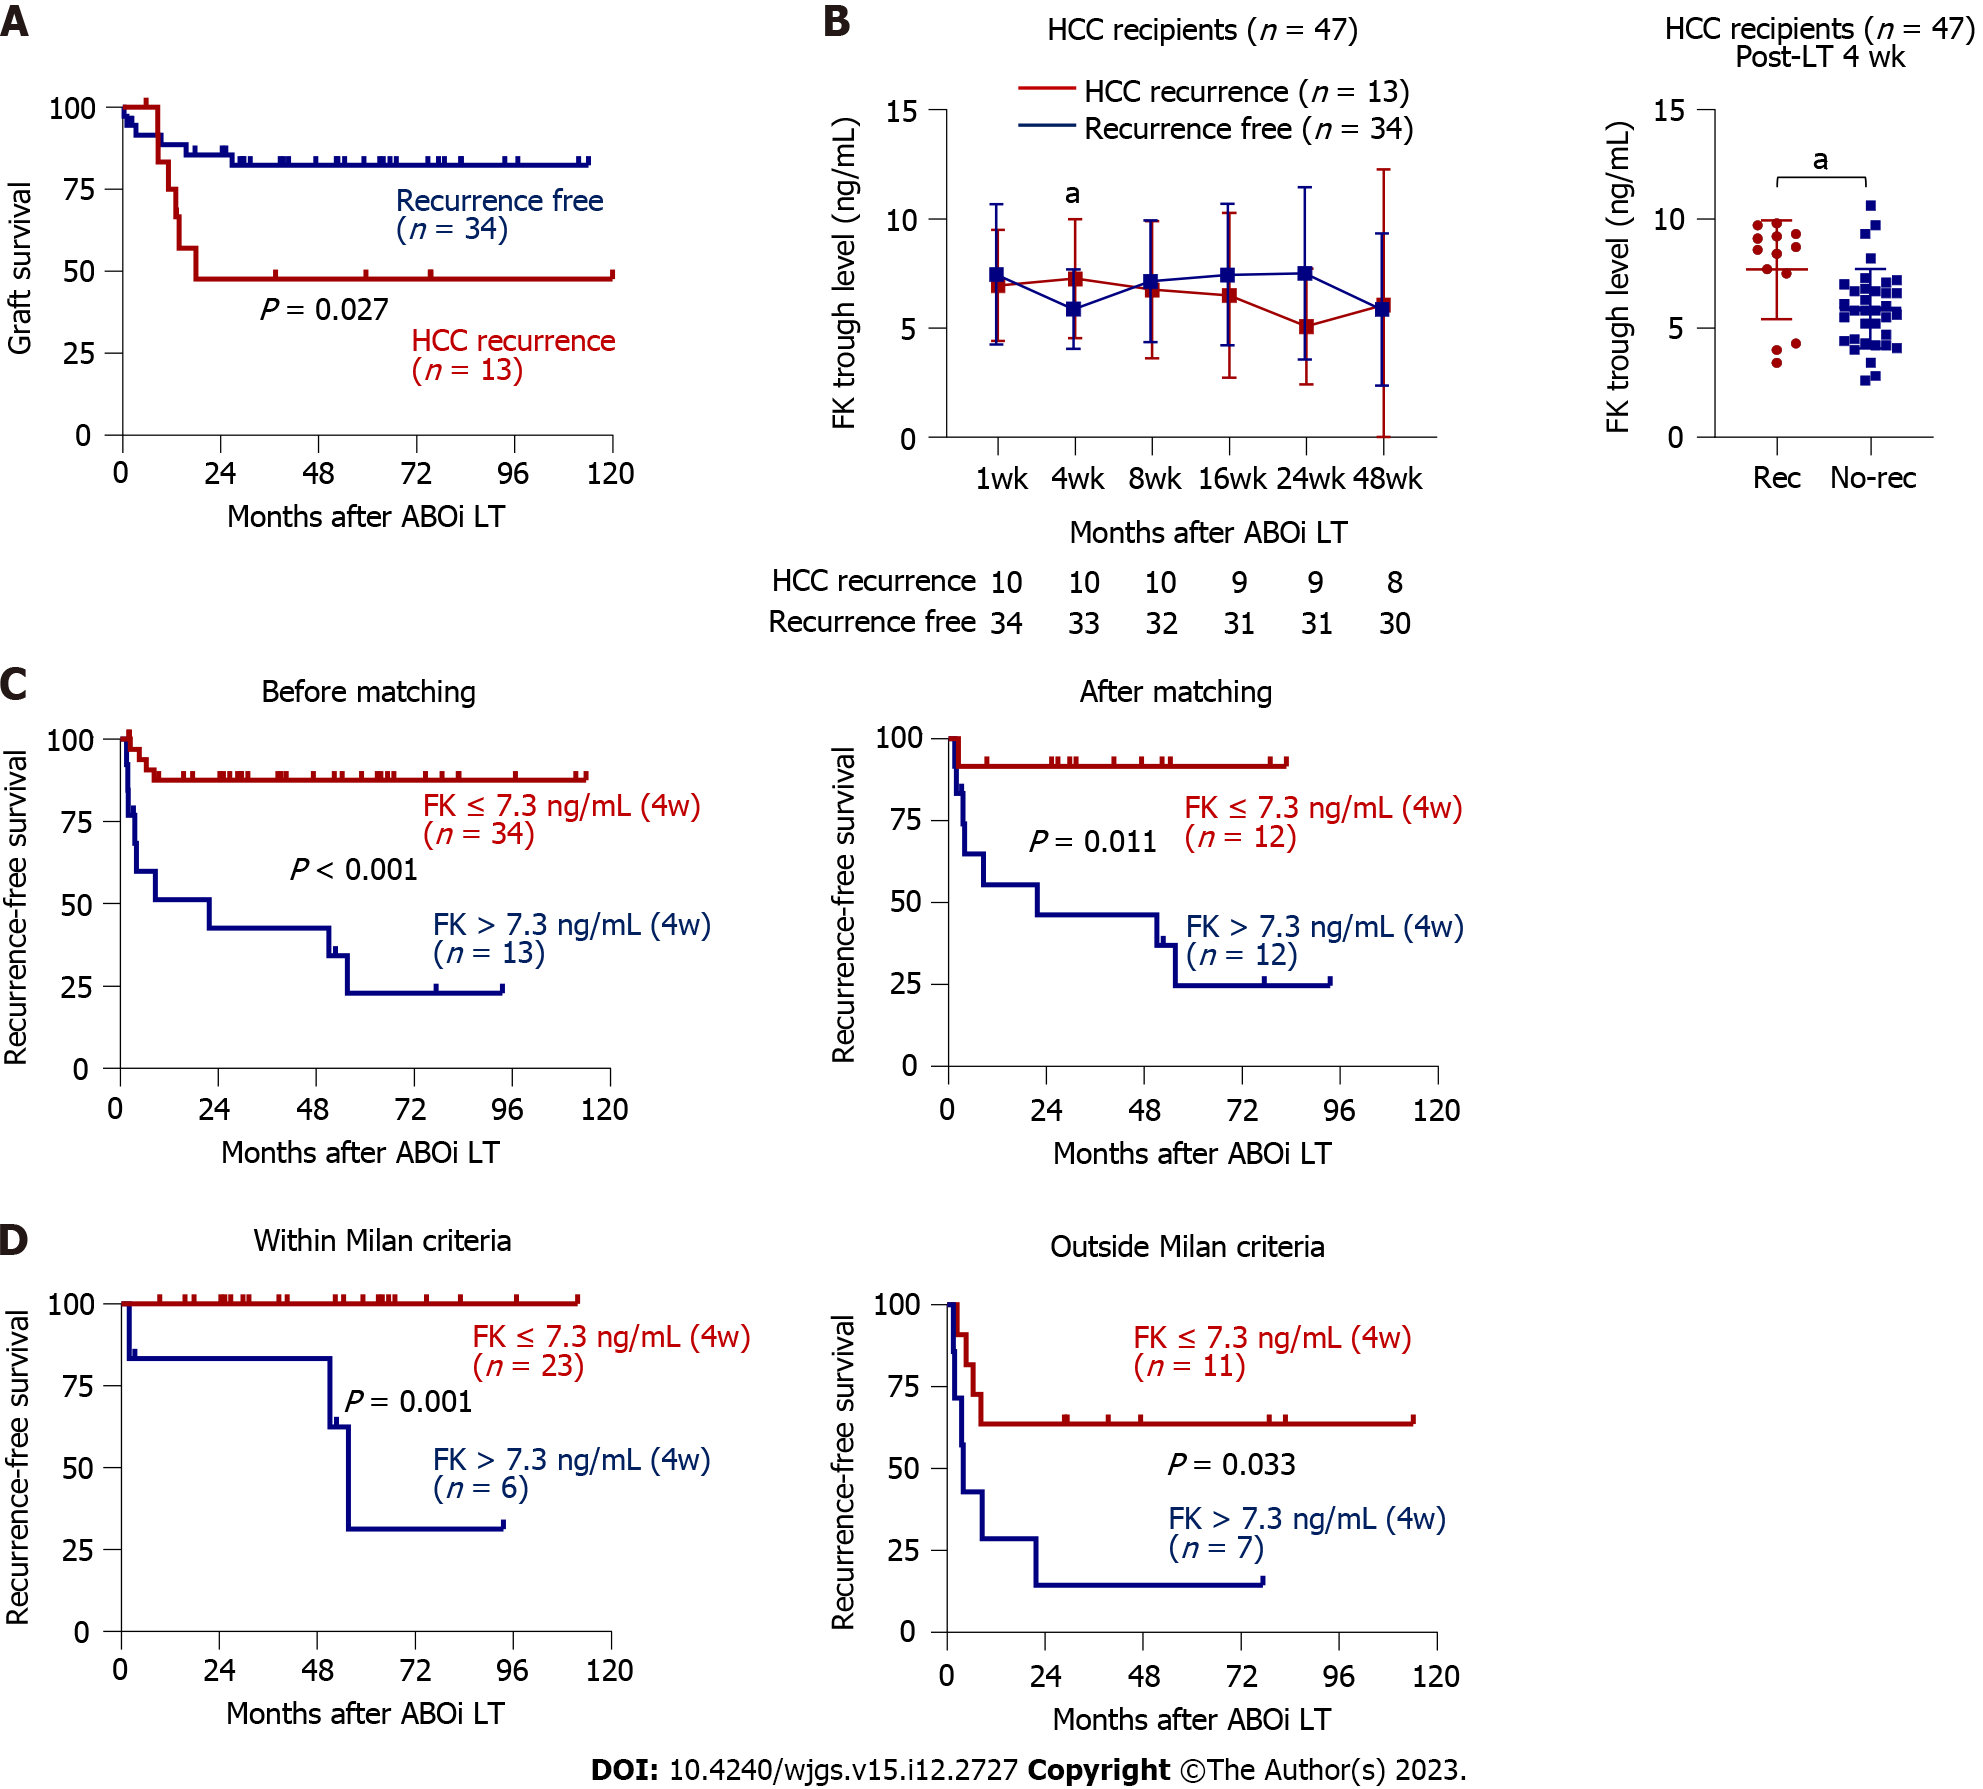 A
100
75
50
25
0
Graft survival
Recurrence free
(n = 34)
P = 0.027
HCC recurrence
(n = 13)
0 24 48 72 96 120
Months after ABOi LT
B
HCC recipients (n = 47)
HCC recurrence (n = 13)
Recurrence free (n = 34)
15
10
5
0
FK trough level (ng/mL)
a
1wk 4wk 8wk 16wk 24wk 48wk
Months after ABOi LT
HCC recurrence 10 10 10 9 9 8
Recurrence free 34 33 32 31 31 30
HCC recipients (n = 47)
Post-LT 4 wk
15
10
5
0
FK trough level (ng/mL)
a
Rec No-rec
C
Before matching
100
75
50
25
0
Recurrence-free survival
FK ≤ 7.3 ng/mL (4w)
(n = 34)
P < 0.001
FK > 7.3 ng/mL (4w)
(n = 13)
0 24 48 72 96 120
Months after ABOi LT
After matching
100
75
50
25
0
Recurrence-free survival
FK ≤ 7.3 ng/mL (4w)
(n = 12)
P = 0.011
FK > 7.3 ng/mL (4w)
(n = 12)
0 24 48 72 96 120
Months after ABOi LT
D
Within Milan criteria
100
75
50
25
0
Recurrence-free survival
FK ≤ 7.3 ng/mL (4w)
(n = 23)
P = 0.001
FK > 7.3 ng/mL (4w)
(n = 6)
0 24 48 72 96 120
Months after ABOi LT
Outside Milan criteria
100
75
50
25
0
Recurrence-free survival
FK ≤ 7.3 ng/mL (4w)
(n = 11)
P = 0.033
FK > 7.3 ng/mL (4w)
(n = 7)
0 24 48 72 96 120
Months after ABOi LT
DOI: 10.4240/wjgs.v15.i12.2727 Copyright ©The Author(s) 2023.